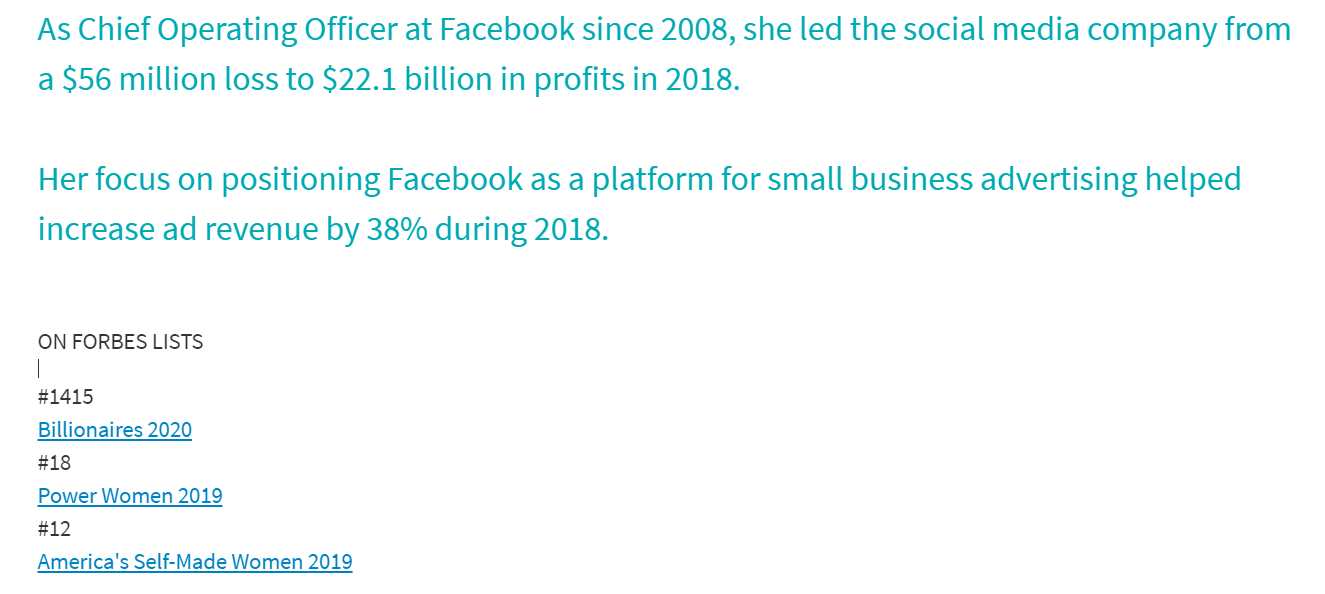 As Chief Operating Officer at Facebook since 2008, she led the social media company from
a $56 million loss to $22.1 billion in profits in 2018.
Her focus on positioning Facebook as a platform for small business advertising helped
increase ad revenue by 38% during 2018.
ON FORBES LISTS
|
#1415
Billionaires 2020
#18
Power Women 2019
#12
America's Self-Made Women 2019